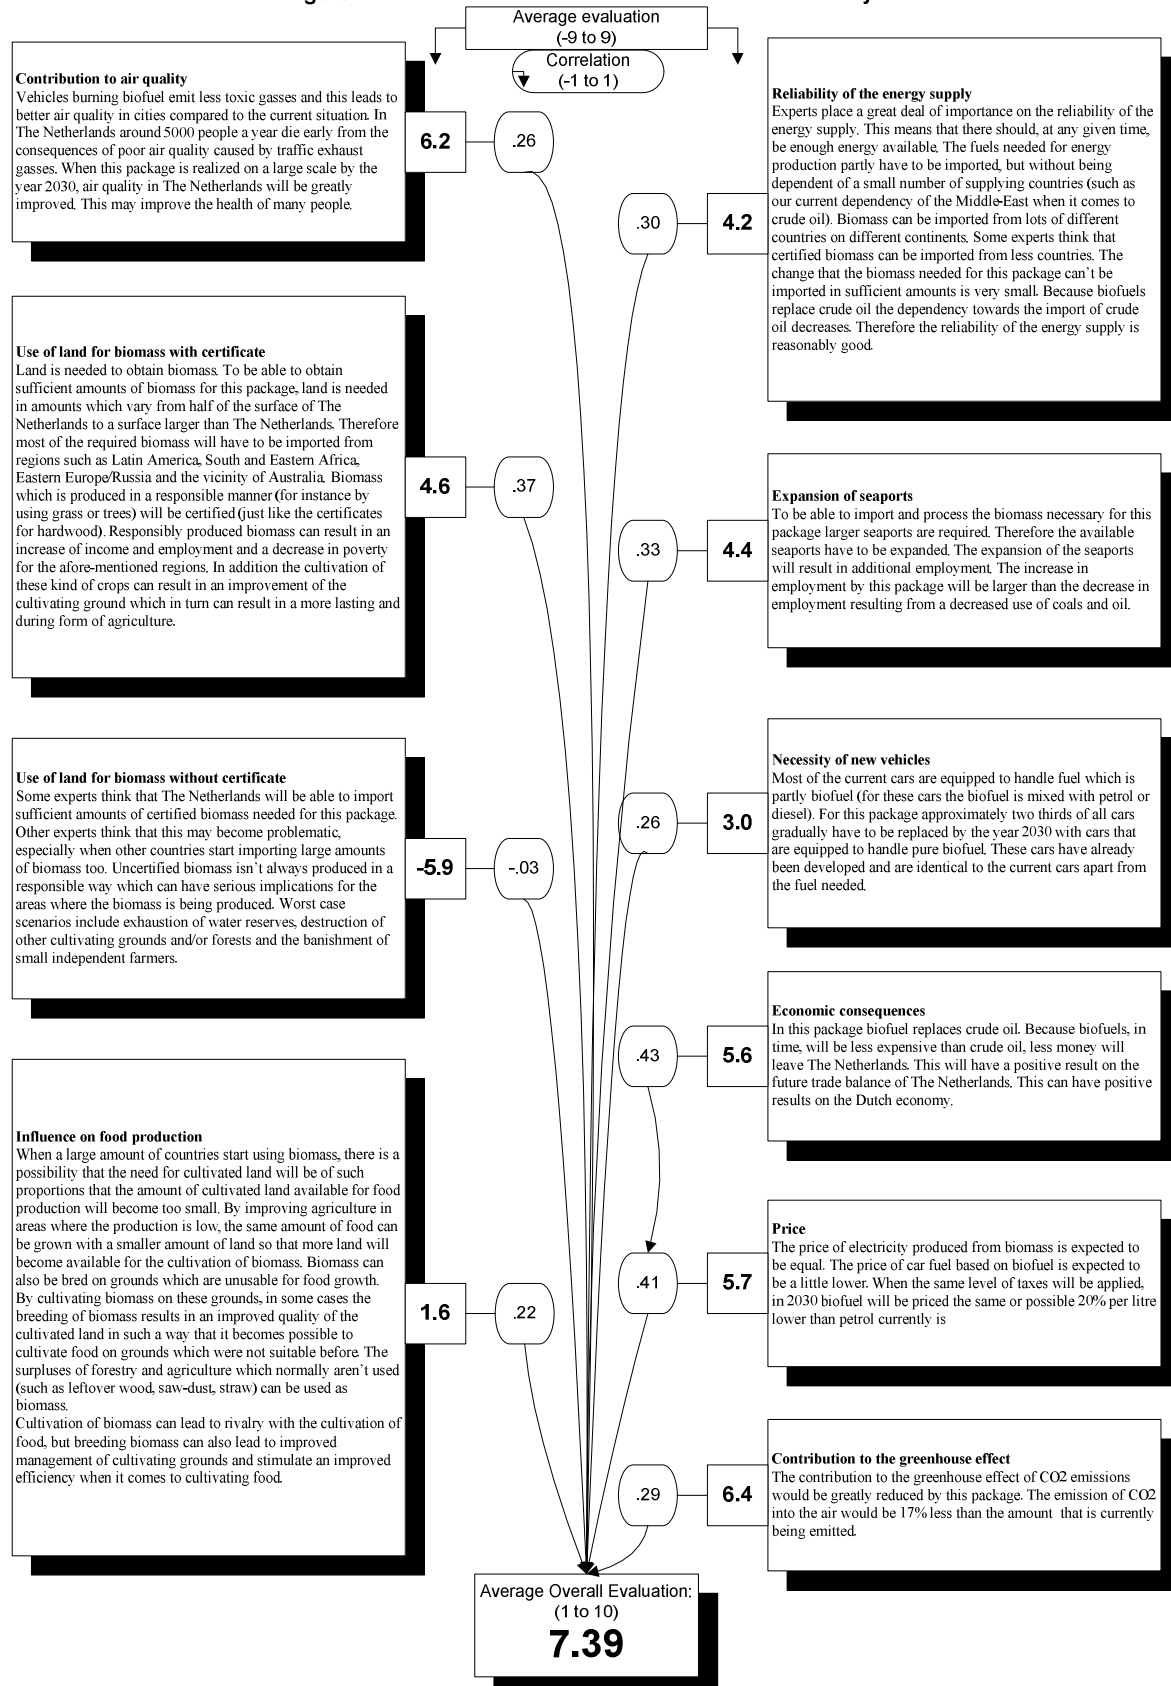 Average evaluation
(-9 to 9)
Correlation
(-1 to 1)
Contribution to air quality
Vehicles burning biofuel emit less toxic gasses and this leads to
better air quality in cities compared to the current situation. In
The Netherlands around 5000 people a year die early from the
consequences of poor air quality caused by traffic exhaust
gasses. When this package is realized on a large scale by the
year 2030, air quality in The Netherlands will be greatly
improved. This may improve the health of many people.
6.2
.26
Use of land for biomass with certificate
Land is needed to obtain biomass. To be able to obtain
sufficient amounts of biomass for this package, land is needed
in amounts which vary from half of the surface of The
Netherlands to a surface larger than The Netherlands. Therefore
most of the required biomass will have to be imported from
regions such as Latin America, South and Eastern Africa,
Eastern Europe/Russia and the vicinity of Australia. Biomass
which is produced in a responsible manner (for instance by
using grass or trees) will be certified (just like the certificates
for hardwood). Responsibly produced biomass can result in an
increase of income and employment and a decrease in poverty
for the afore-mentioned regions. In addition the cultivation of
these kind of crops can result in an improvement of the
cultivating ground which in turn can result in a more lasting and
during form of agriculture.
4.6
.37
Use of land for biomass without certificate
Some experts think that The Netherlands will be able to import
sufficient amounts of certified biomass needed for this package.
Other experts think that this may become problematic,
especially when other countries start importing large amounts
of biomass too. Uncertified biomass isn't always produced in a
responsible way which can have serious implications for the
areas where the biomass is being produced. Worst case
scenarios include exhaustion of water reserves, destruction of
other cultivating grounds and/or forests and the banishment of
small independent farmers.
-5.9
-.03
Influence on food production
When a large amount of countries start using biomass, there is a
possibility that the need for cultivated land will be of such
proportions that the amount of cultivated land available for food
production will become too small. By improving agriculture in
areas where the production is low, the same amount of food can
be grown with a smaller amount of land so that more land will
become available for the cultivation of biomass. Biomass can
also be bred on grounds which are unusable for food growth.
By cultivating biomass on these grounds, in some cases the
breeding of biomass results in an improved quality of the
cultivated land in such a way that it becomes possible to
cultivate food on grounds which were not suitable before. The
surpluses of forestry and agriculture which normally aren't used
(such as leftover wood, saw-dust, straw) can be used as
biomass.
Cultivation of biomass can lead to rivalry with the cultivation of
food, but breeding biomass can also lead to improved
management of cultivating grounds and stimulate an improved
efficiency when it comes to cultivating food.
1.6
.22
Reliability of the energy supply
Experts place a great deal of importance on the reliability of the
energy supply. This means that there should, at any given time,
be enough energy available. The fuels needed for energy
production partly have to be imported, but without being
dependent of a small number of supplying countries (such as
our current dependency of the Middle-East when it comes to
crude oil). Biomass can be imported from lots of different
countries on different continents. Some experts think that
certified biomass can be imported from less countries. The
change that the biomass needed for this package can't be
imported in sufficient amounts is very small. Because biofuels
replace crude oil the dependency towards the import of crude
oil decreases. Therefore the reliability of the energy supply is
reasonably good.
.30
4.2
Expansion of seaports
To be able to import and process the biomass necessary for this
package larger seaports are required. Therefore the available
seaports have to be expanded. The expansion of the seaports
will result in additional employment. The increase in
employment by this package will be larger than the decrease in
employment resulting from a decreased use of coals and oil.
.33
4.4
Necessity of new vehicles
Most of the current cars are equipped to handle fuel which is
partly biofuel (for these cars the biofuel is mixed with petrol or
diesel). For this package approximately two thirds of all cars
gradually have to be replaced by the year 2030 with cars that
are equipped to handle pure biofuel. These cars have already
been developed and are identical to the current cars apart from
the fuel needed.
.26
3.0
Economic consequences
In this package biofuel replaces crude oil. Because biofuels, in
time, will be less expensive than crude oil, less money will
leave The Netherlands. This will have a positive result on the
future trade balance of The Netherlands. This can have positive
results on the Dutch economy.
.43
5.6
Price
The price of electricity produced from biomass is expected to
be equal. The price of car fuel based on biofuel is expected to
be a little lower. When the same level of taxes will be applied,
in 2030 biofuel will be priced the same or possible 20% per litre
lower than petrol currently is
.41
5.7
Contribution to the greenhouse effect
The contribution to the greenhouse effect of CO2 emissions
would be greatly reduced by this package. The emission of CO2
into the air would be 17% less than the amount that is currently
being emitted.
.29
6.4
Average Overall Evaluation:
(1 to 10)
7.39